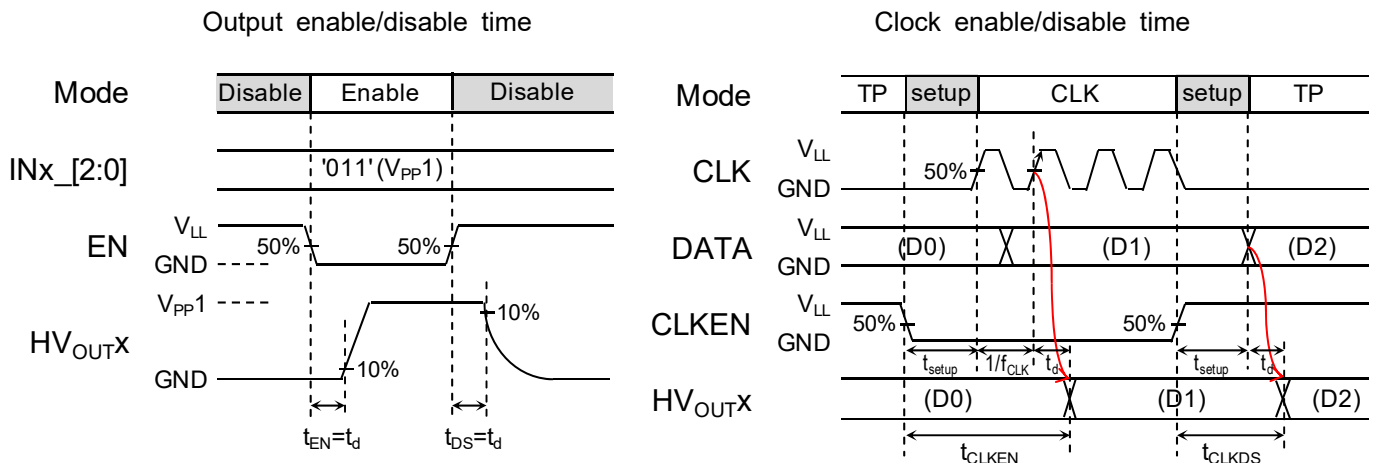 Output enable/disable time
Mode
Disable
Enable
Disable
INx_[2:0]
'011' (VPP1)
EN
VLL
GND
50%
50%
HVOUTx
VPP1
GND
10%
10%
tEN=td
tDS=td
Clock enable/disable time
Mode
TP
setup
CLK
setup
TP
CLK
VLL
GND
50%
DATA
VLL
GND
(D0)
(D1)
(D2)
CLKEN
VLL
GND
50%
50%
tsetup
1/fCLK
td
tsetup
td
HVOUTx
(D0)
(D1)
(D2)
tCLKEN
tCLKDS